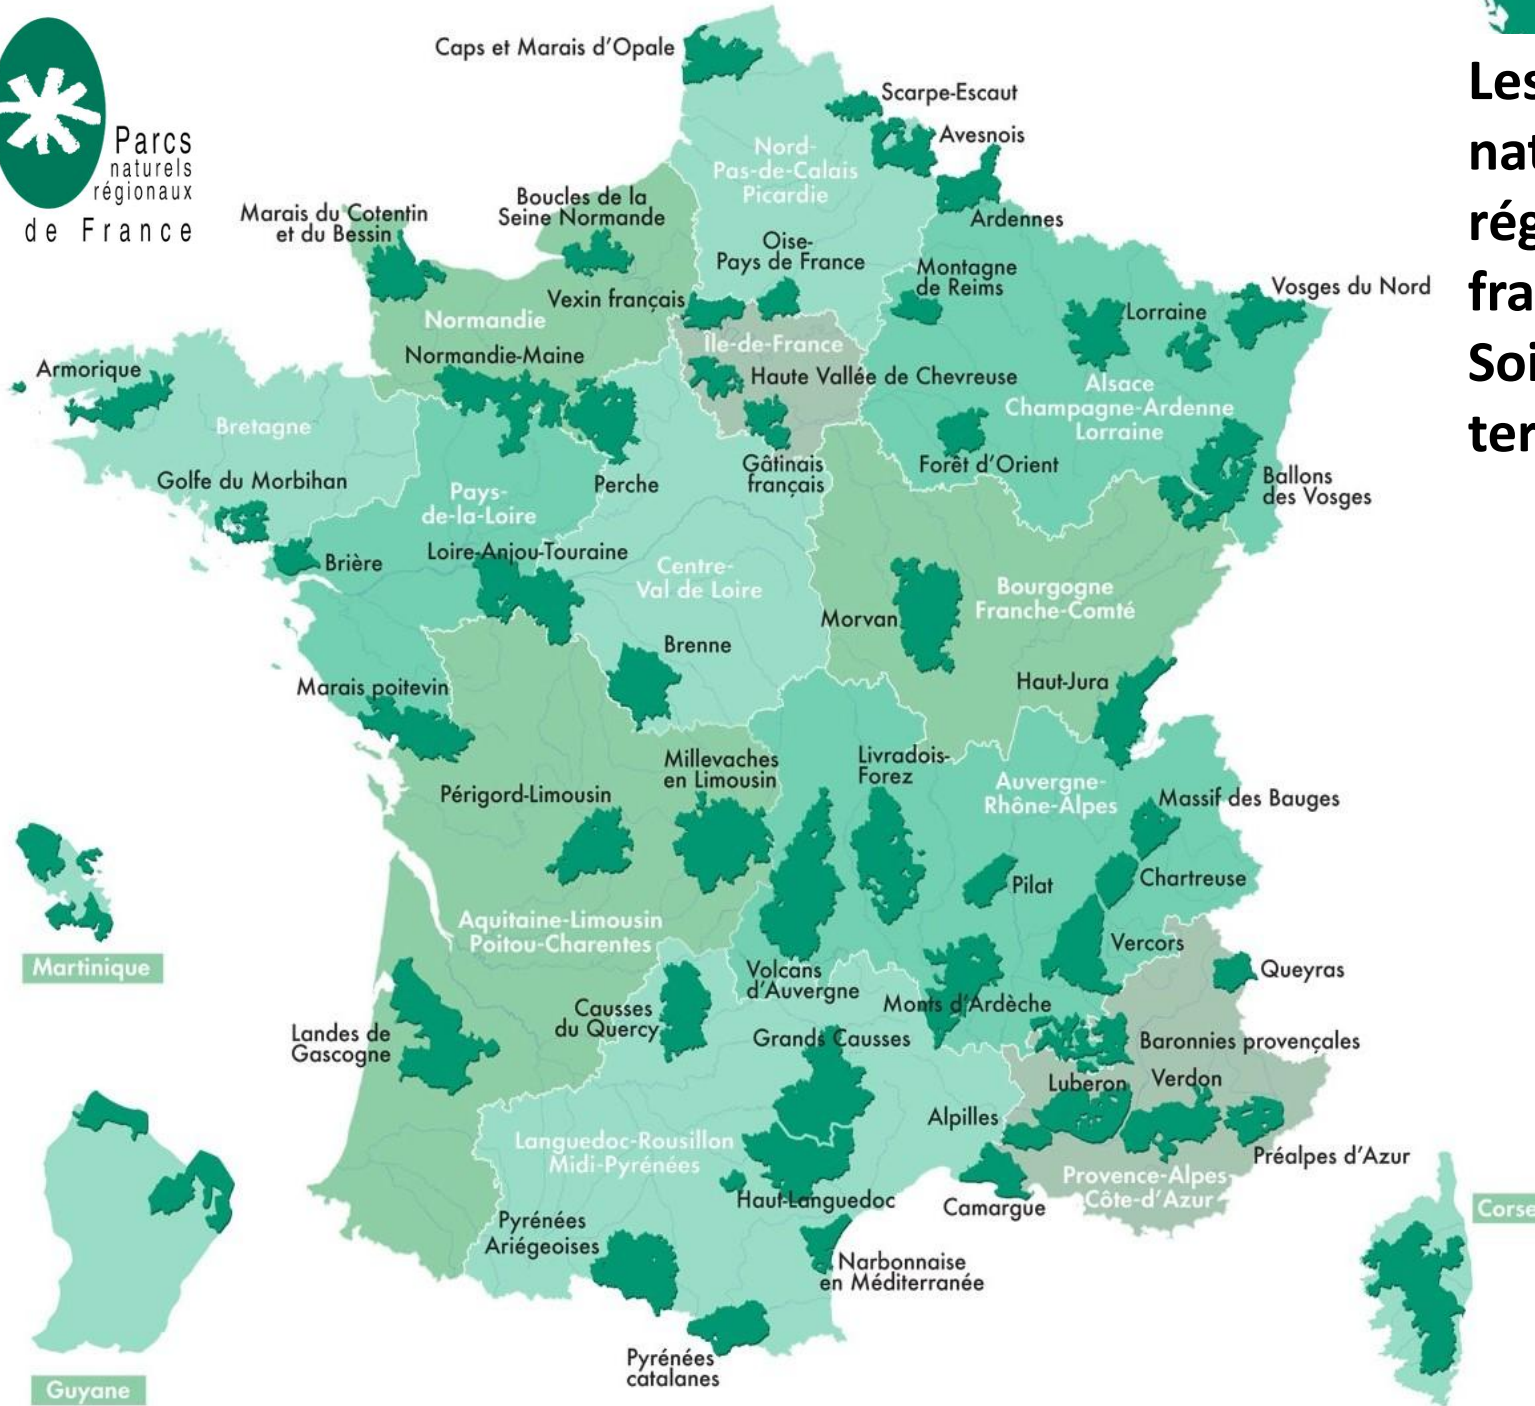 Parcs
naturels
régionaux
de France
Caps et Marais d'Opale
Scarpe-Escaut
Avesnois
Nord-
Pas-de-Calais
Picardie
Ardennes
Marais du Cotentin
et du Bessin
Boucles de la
Seine Normande
Oise-
Pays de France
Montagne
de Reims
Vosges du Nord
Vexin français
Normandie
Lorraine
Île-de-France
Normandie-Maine
Armorique
Haute Vallée de Chevreuse
Alsace
Champagne-Ardenne
Lorraine
Bretagne
Golfe du Morbihan
Pays-
de-la-Loire
Perche
Gâtinais
français
Forêt d'Orient
Ballons
des Vosges
Brière
Loire-Anjou-Touraine
Centre-
Val de Loire
Bourgogne
Franche-Comté
Morvan
Brenne
Marais poitevin
Haut-Jura
Millevaches
en Limousin
Livradois-
Forez
Périgord-Limousin
Auvergne-
Rhône-Alpes
Massif des Bauges
Pilat
Chartreuse
Aquitaine-Limousin
Poitou-Charentes
Vercors
Martinique
Volcans
d'Auvergne
Queyras
Causses
du Quercy
Monts d'Ardèche
Landes de
Gascogne
Grands Causses
Baronnies provençales
Luberon
Verdon
Alpilles
Languedoc-Rousillon
Midi-Pyrénées
Préalpes d'Azur
Provence-Alpes-
Côte-d'Azur
Haut-Languedoc
Camargue
Corse
Pyrénées
Ariégeoises
Narbonnaise
en Méditerranée
Pyrénées
catalanes
Guyane
Les
nat
rég
fra
Soi
ter